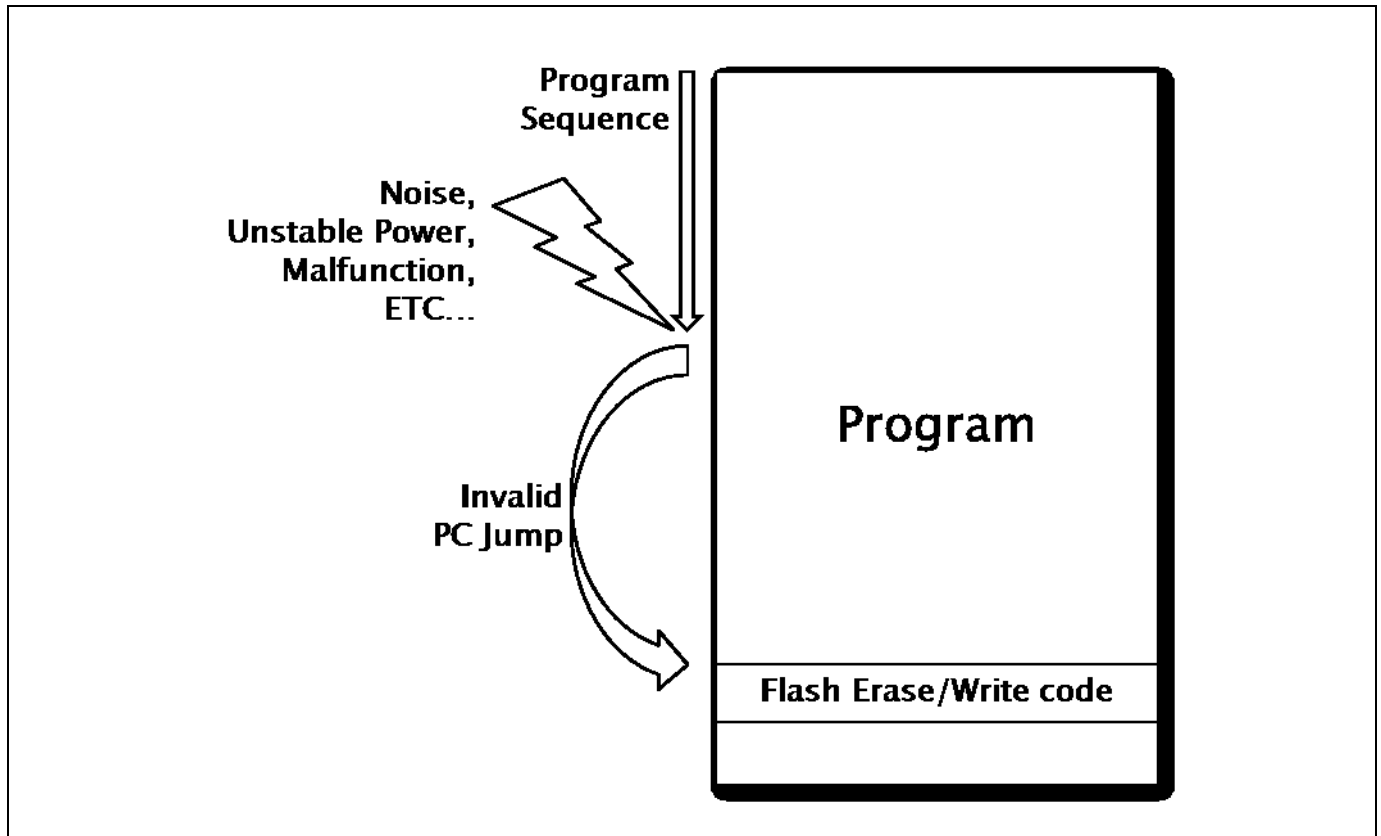 Program
Sequence
Noise,
Unstable Power,
Malfunction,
ETC...
Program
Invalid
PC Jump
Flash Erase/Write code